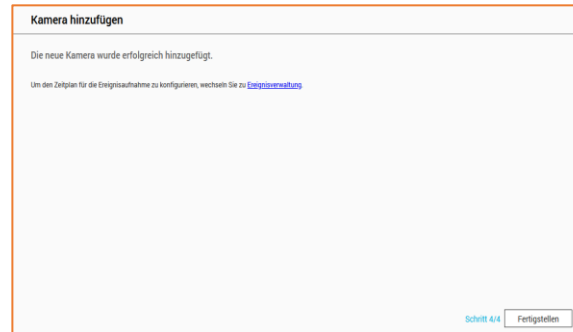 Kamera hinzufügen
Die neue Kamera wurde erfolgreich hinzugefügt.
Um den Zeitplan für die Ereignisaufnahme zu konfigurieren, wechseln Sie zu Ereignisverwaltung
Schritt 4/4 Fertigstellen